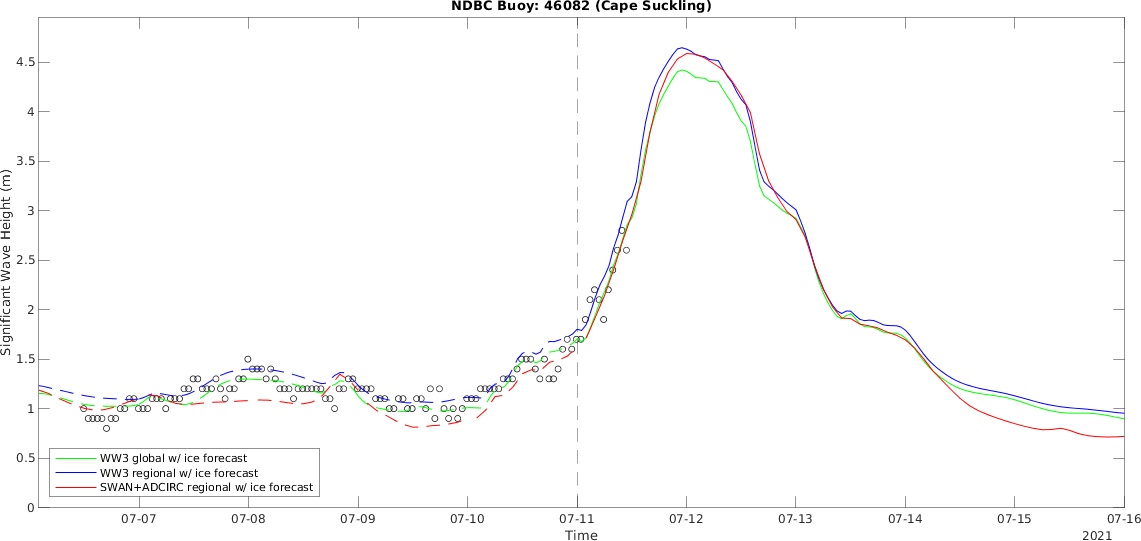 NDBC Buoy: 46082 (Cape Suckling)
Significant Wave Height (m)
4.5
4
3.5
3
2.5
2
1.5
1
0.5
0
WW3 global w/ ice forecast
WW3 regional w/ ice forecast
SWAN+ADCIRC regional w/ ice forecast
07-07 07-08 07-09 07-10 07-11 07-12 07-13 07-14 07-15 07-16
Time
2021